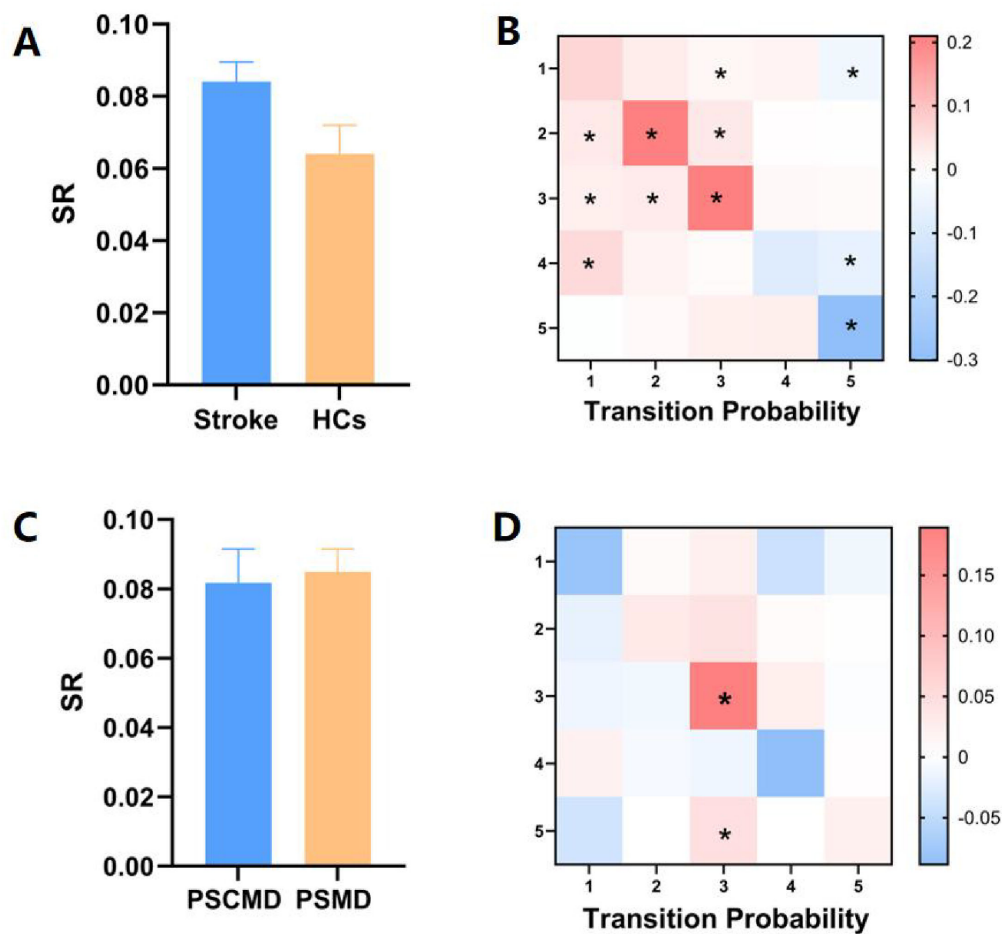 A
0.10
0.08
0.06
0.04
0.02
0.00
SR
Stroke HCs
B
1
2
3
4
5
* *
* * *
* * *
* *
*
1 2 3 4 5
Transition Probability
0.2
0.1
0
-0.1
-0.2
-0.3
C
0.10
0.08
0.06
0.04
0.02
0.00
SR
PSCMD PSMD
D
1
2
3
4
5
*
*
1 2 3 4 5
Transition Probability
0.15
0.10
0.05
0
-0.05